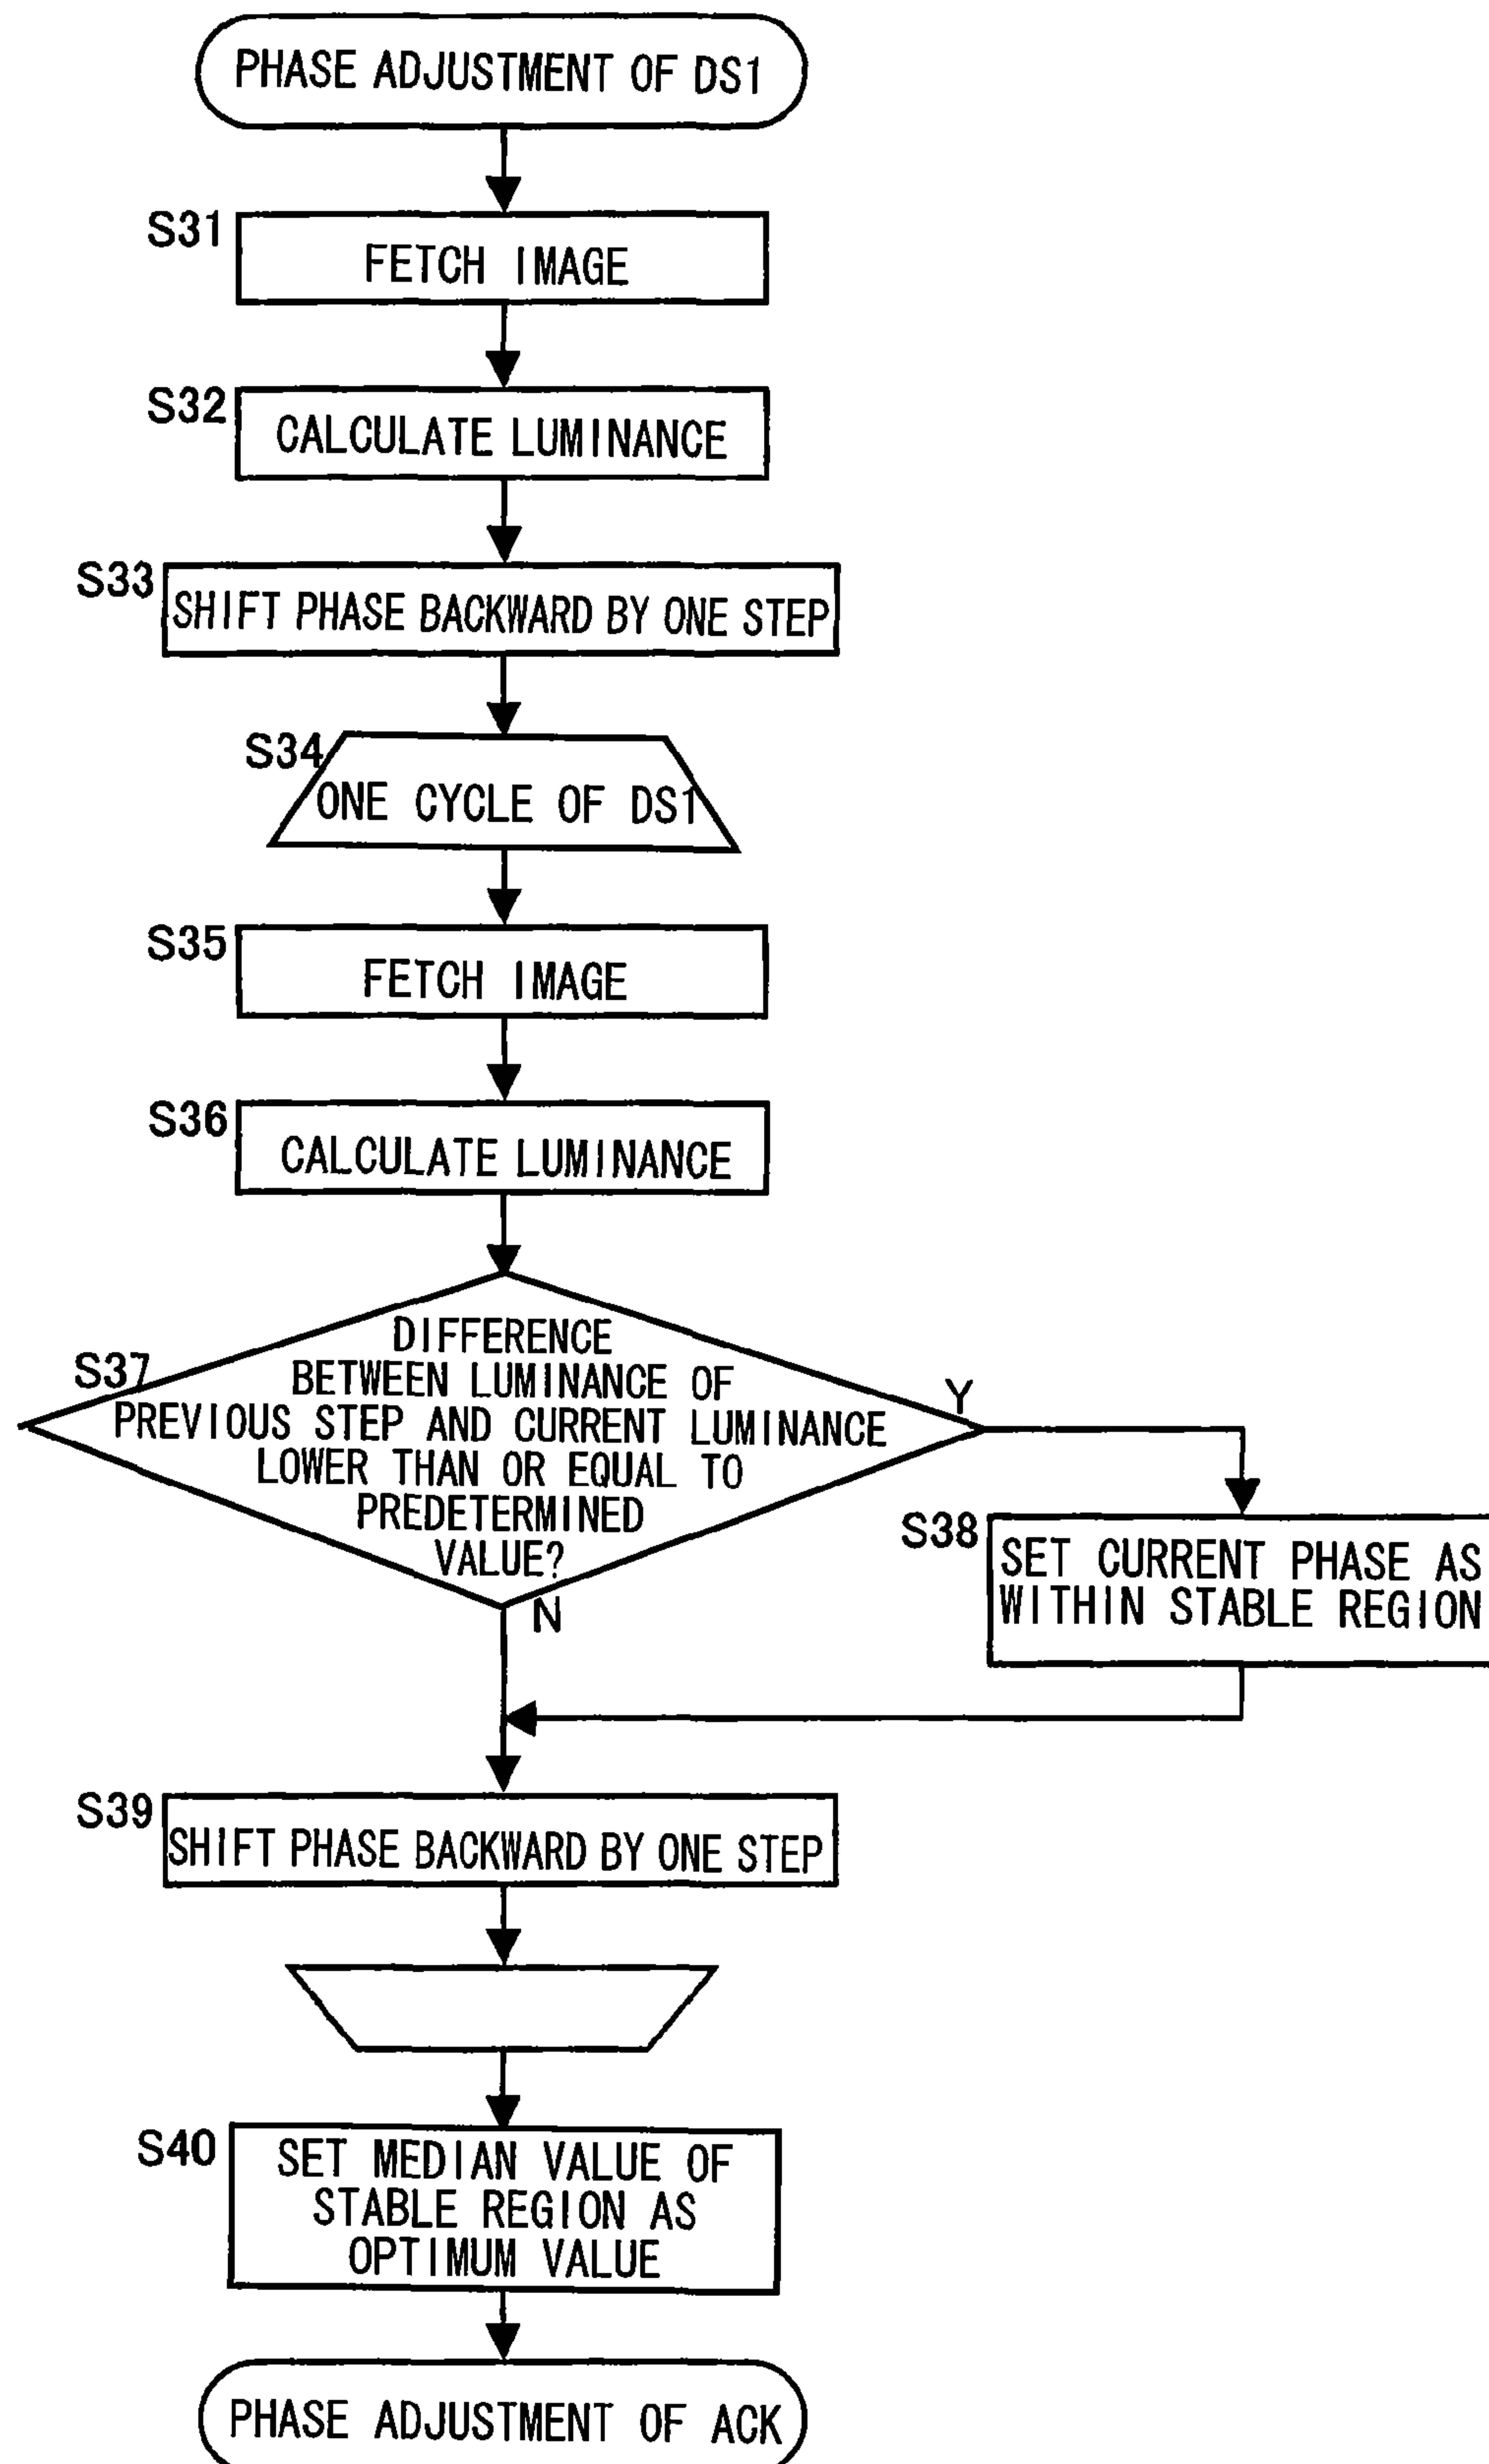 PHASE ADJUSTMENT OF DS1
S31
FETCH IMAGE
S32
CALCULATE LUMINANCE
S33
SHIFT PHASE BACKWARD BY ONE STEP
S34
ONE CYCLE OF DS1
S35
FETCH IMAGE
S36
CALCULATE LUMINANCE
S37
DIFFERENCE
BETWEEN LUMINANCE OF
PREVIOUS STEP AND CURRENT LUMINANCE
LOWER THAN OR EQUAL TO
PREDETERMINED
VALUE?
Y
N
S38
SET CURRENT PHASE AS
WITHIN STABLE REGION
S39
SHIFT PHASE BACKWARD BY ONE STEP
S40
SET MEDIAN VALUE OF
STABLE REGION AS
OPTIMUM VALUE
PHASE ADJUSTMENT OF ACK